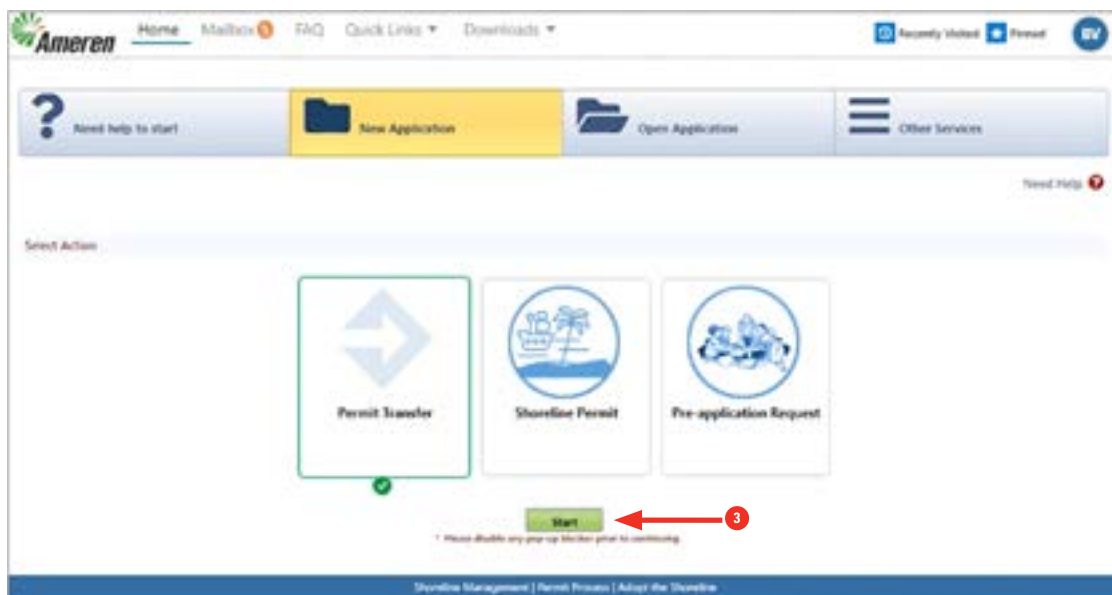 Ameren Home Mailbox FAQ Quick Links Downloads Recently Visited Pinned BV
Need help to start New Application Open Application Other Services
Need Help ?
Select Action
Permit Transfer Shoreline Permit Pre-application Request
Start 3
* Please disable any pop-up blocker prior to continuing.
Shoreline Management | Permit Process | Adopt the Shoreline